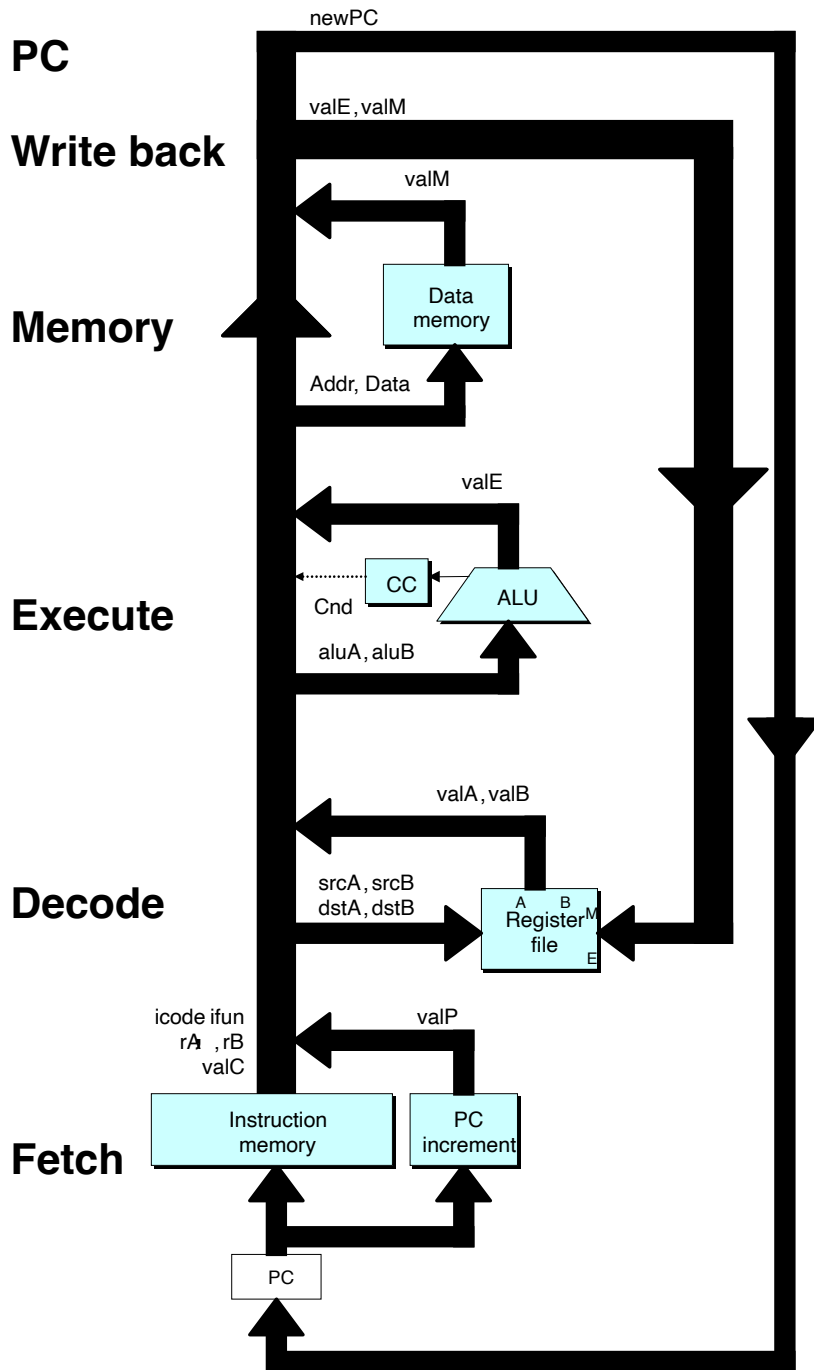 newPC
PC
valE, valM
Write back
valM
Data
memory
Memory
Addr, Data
valE
CC
ALU
Cnd
Execute
aluA, aluB
valA, valB
srcA, srcB
dstA, dstB
Decode
A B
M
Register
file
E
icode ifun
rA , rB
valC
valP
Instruction
memory
PC
increment
Fetch
PC